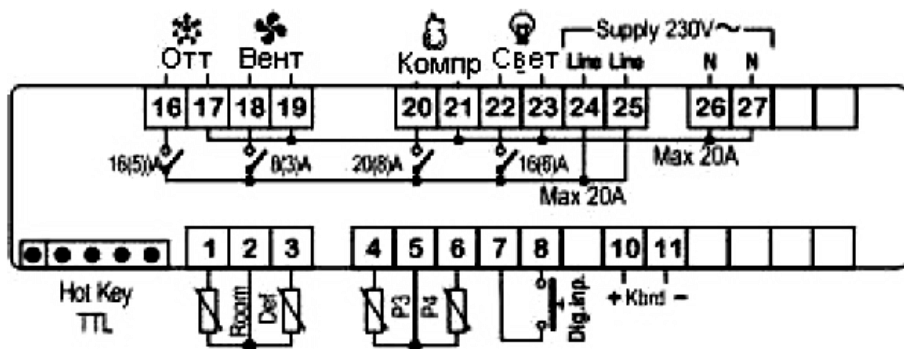 Supply 230V~
Отт Вент Компр Свет Line Line N N
16 17 18 19 20 21 22 23 24 25 26 27
16(5)A 8(3)A 20(8)A 16(6)A Max 20A
Max 20A
1 2 3 4 5 6 7 8 10 11
Hot Key
TTL
Room Def P3 P4 Dig.inp. + Kbrd -